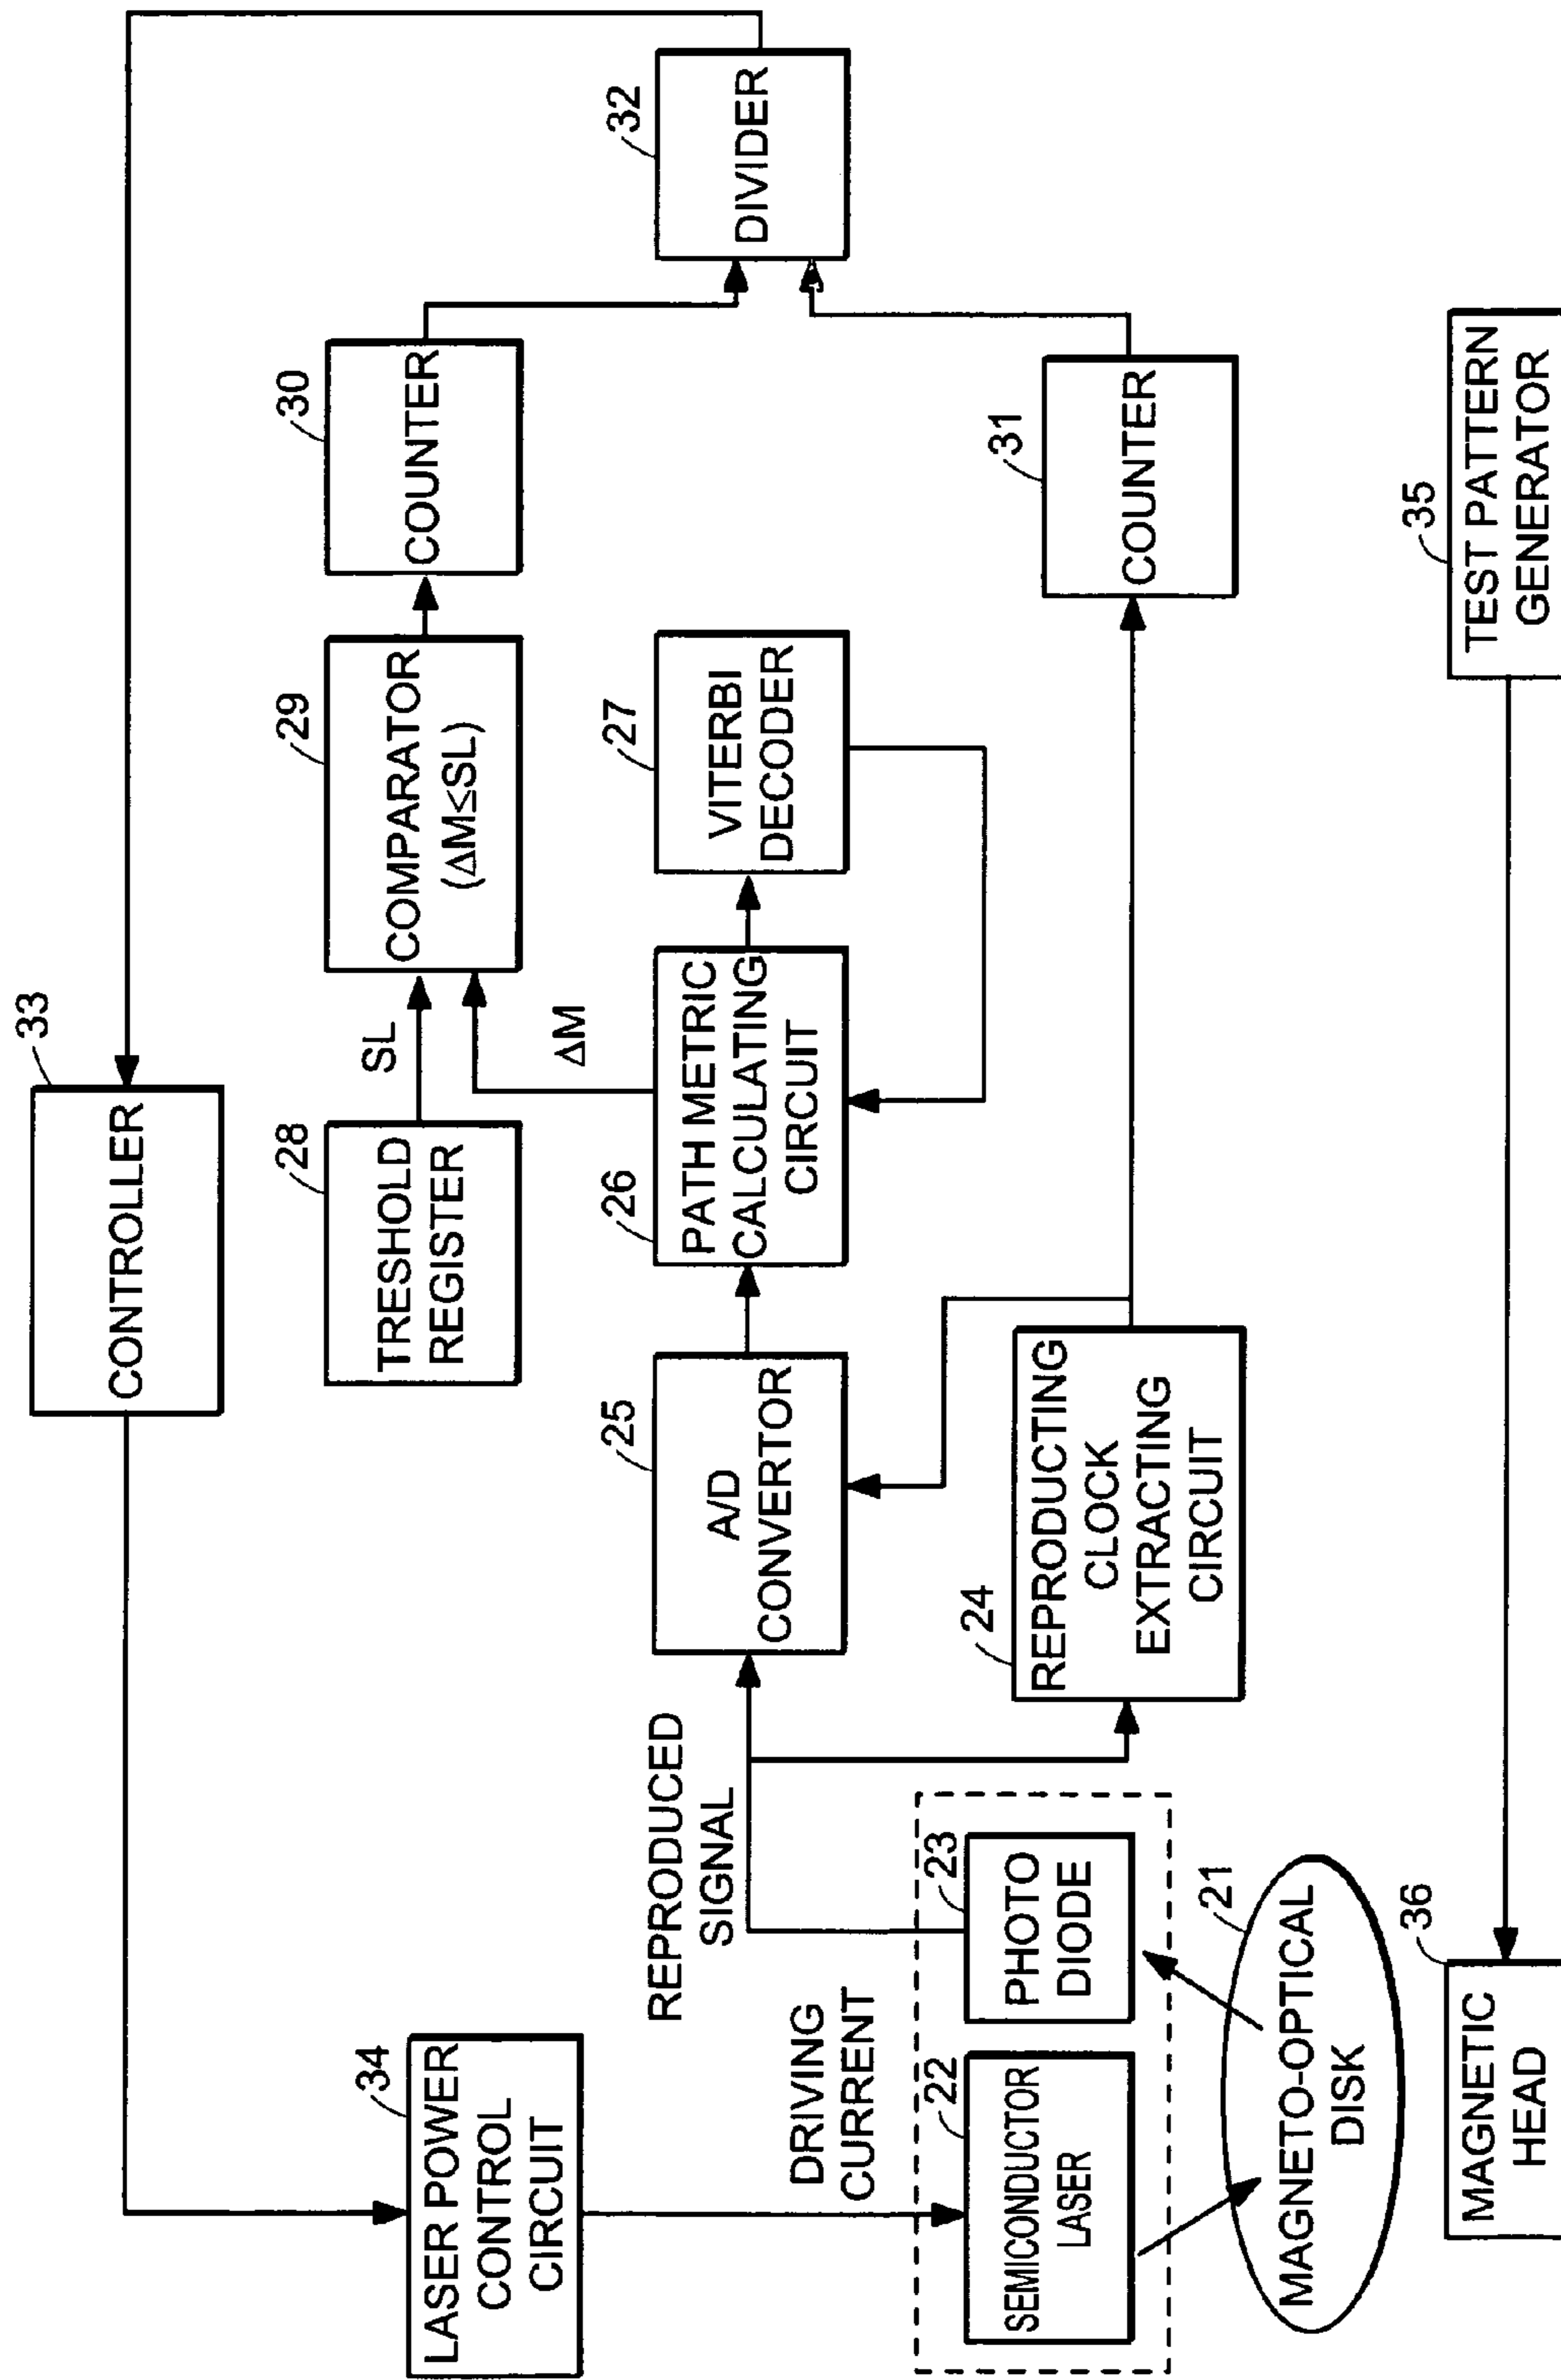 33
CONTROLLER
34
LASER POWER
CONTROL
CIRCUIT
28
TRESHOLD
REGISTER
SL
29
COMPARATOR
(ΔM≤SL)
30
COUNTER
ΔM
32
DIVIDER
REPRODUCED
SIGNAL
25
A/D
CONVERTOR
26
PATH METRIC
CALCULATING
CIRCUIT
27
VITERBI
DECODER
DRIVING
CURRENT
22
SEMICONDUCTOR
LASER
23
PHOTO
DIODE
24
REPRODUCTING
CLOCK
EXTRACTING
CIRCUIT
31
COUNTER
21
MAGNETO-OPTICAL
DISK
36
MAGNETIC
HEAD
35
TEST PATTERN
GENERATOR